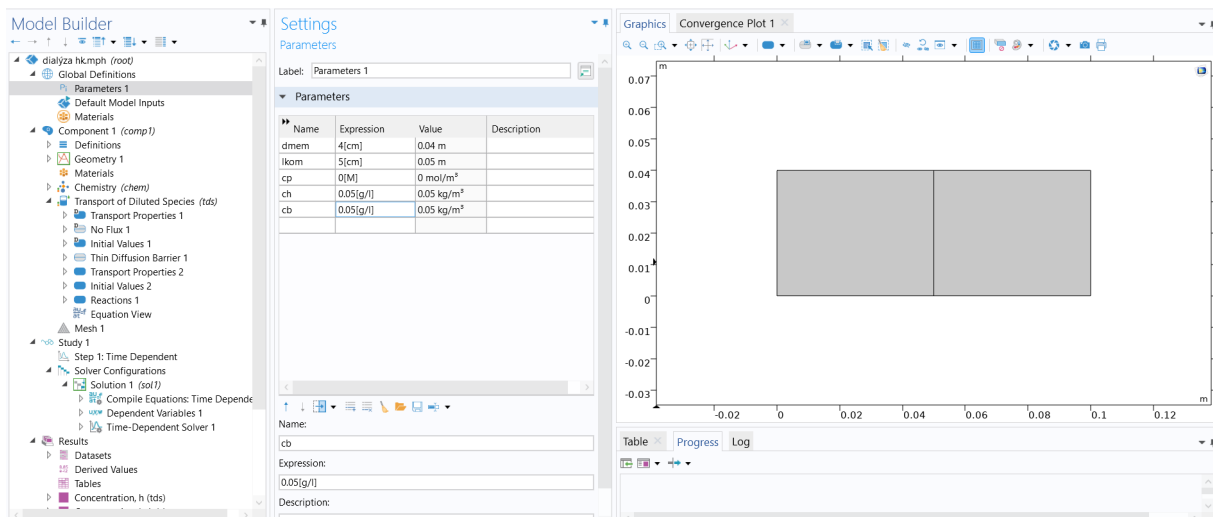 Model Builder
dialýza hk.mph (root)
Global Definitions
Pi Parameters 1
Default Model Inputs
Materials
Component 1 (comp1)
Definitions
Geometry 1
Materials
Chemistry (chem)
Transport of Diluted Species (tds)
Transport Properties 1
No Flux 1
Initial Values 1
Thin Diffusion Barrier 1
Transport Properties 2
Initial Values 2
Reactions 1
Equation View
Mesh 1
Study 1
Step 1: Time Dependent
Solver Configurations
Solution 1 (sol1)
Compile Equations: Time Depende
Dependent Variables 1
Time-Dependent Solver 1
Results
Datasets
Derived Values
Tables
Concentration, h (tds)
Settings
Parameters
Label: Parameters 1
Parameters
Name Expression Value Description
dmem 4[cm] 0.04 m
lkom 5[cm] 0.05 m
cp 0[M] 0 mol/m³
ch 0.05[g/l] 0.05 kg/m³
cb 0.05[g/l] 0.05 kg/m³
Name:
cb
Expression:
0.05[g/l]
Description:
Graphics Convergence Plot 1
m
0.07
0.06
0.05
0.04
0.03
0.02
0.01
0
-0.01
-0.02
-0.03
m
-0.02 0 0.02 0.04 0.06 0.08 0.1 0.12
Table Progress Log